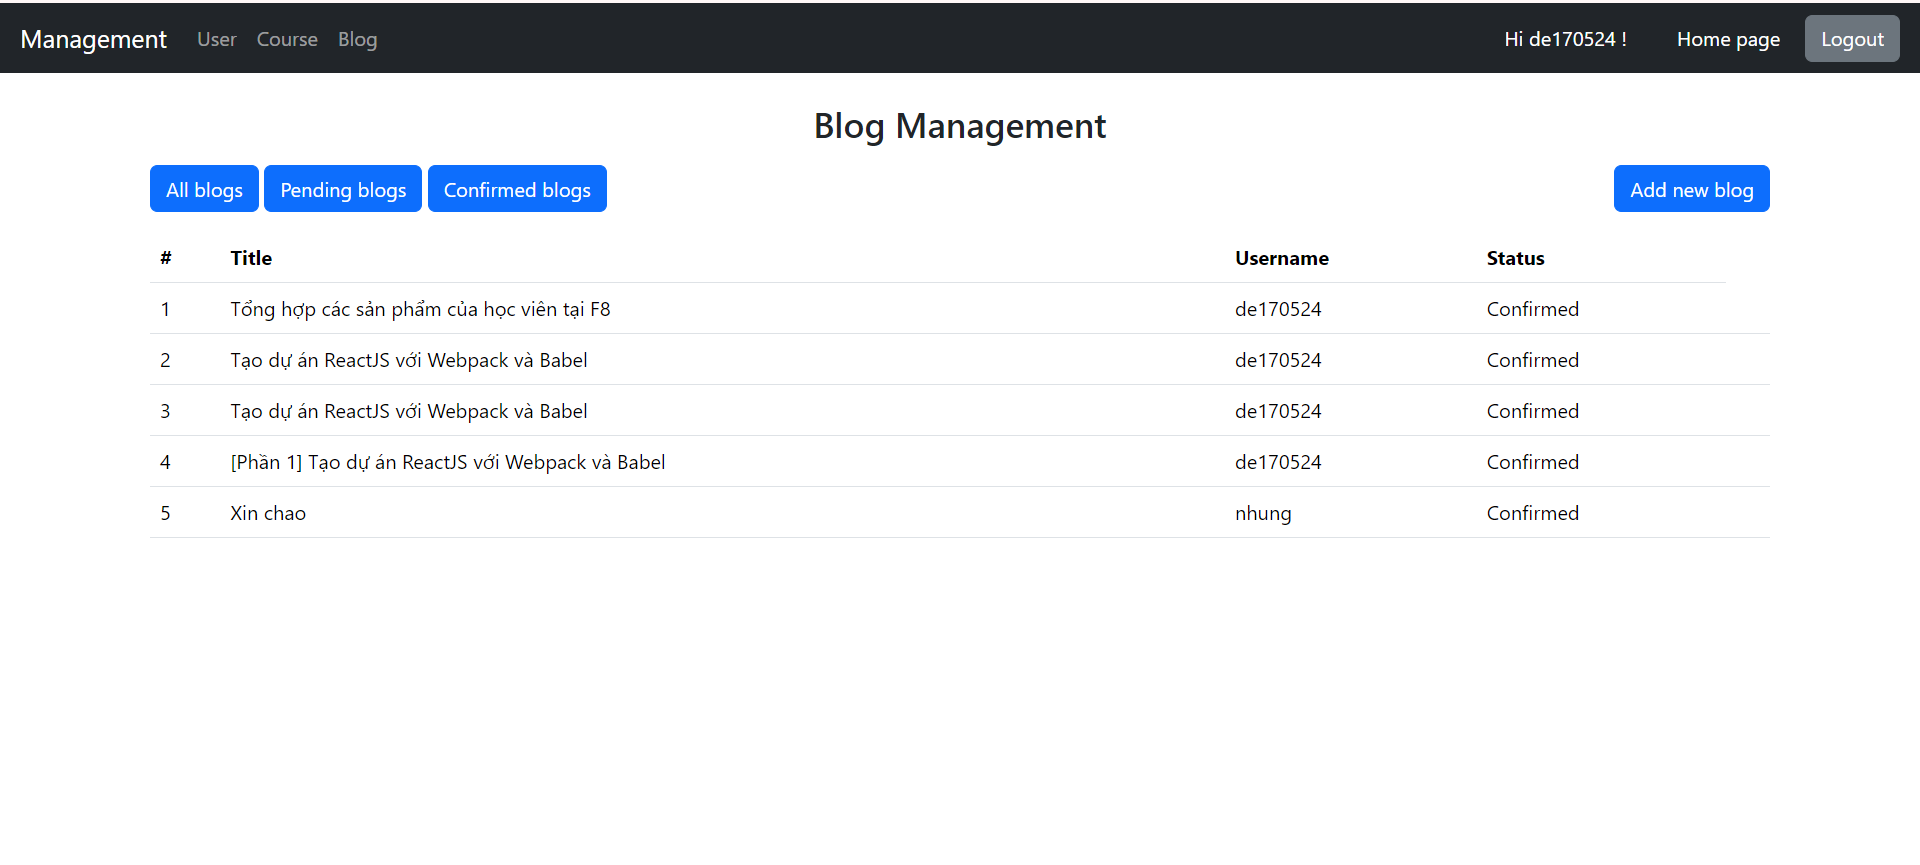 Management User Course Blog Hi de170524 ! Home page Logout
Blog Management
All blogs Pending blogs Confirmed blogs Add new blog
# Title Username Status
1 Tổng hợp các sản phẩm của học viên tại F8 de170524 Confirmed
2 Tạo dự án ReactJS với Webpack và Babel de170524 Confirmed
3 Tạo dự án ReactJS với Webpack và Babel de170524 Confirmed
4 [Phần 1] Tạo dự án ReactJS với Webpack và Babel de170524 Confirmed
5 Xin chao nhung Confirmed